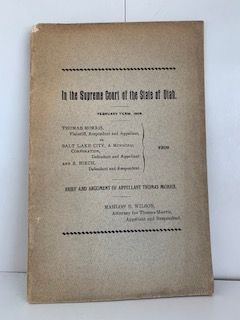 In the Supreme Court of the State of Utah.
FEBRUARY TERM, 1909.
THOMAS MORRIS,
Plaintiff, Respondent and Appellant,
vs.
SALT LAKE CITY, A MUNICIPAL
CORPORATION,
Defendant and Appellant
and S. BIRCH,
Defendant and Respondent.
BRIEF AND ARGUMENT OF APPELLANT THOMAS MORRIS.
WILSON,
Attorney for Thomas Morris,
Appellant and Respondent.